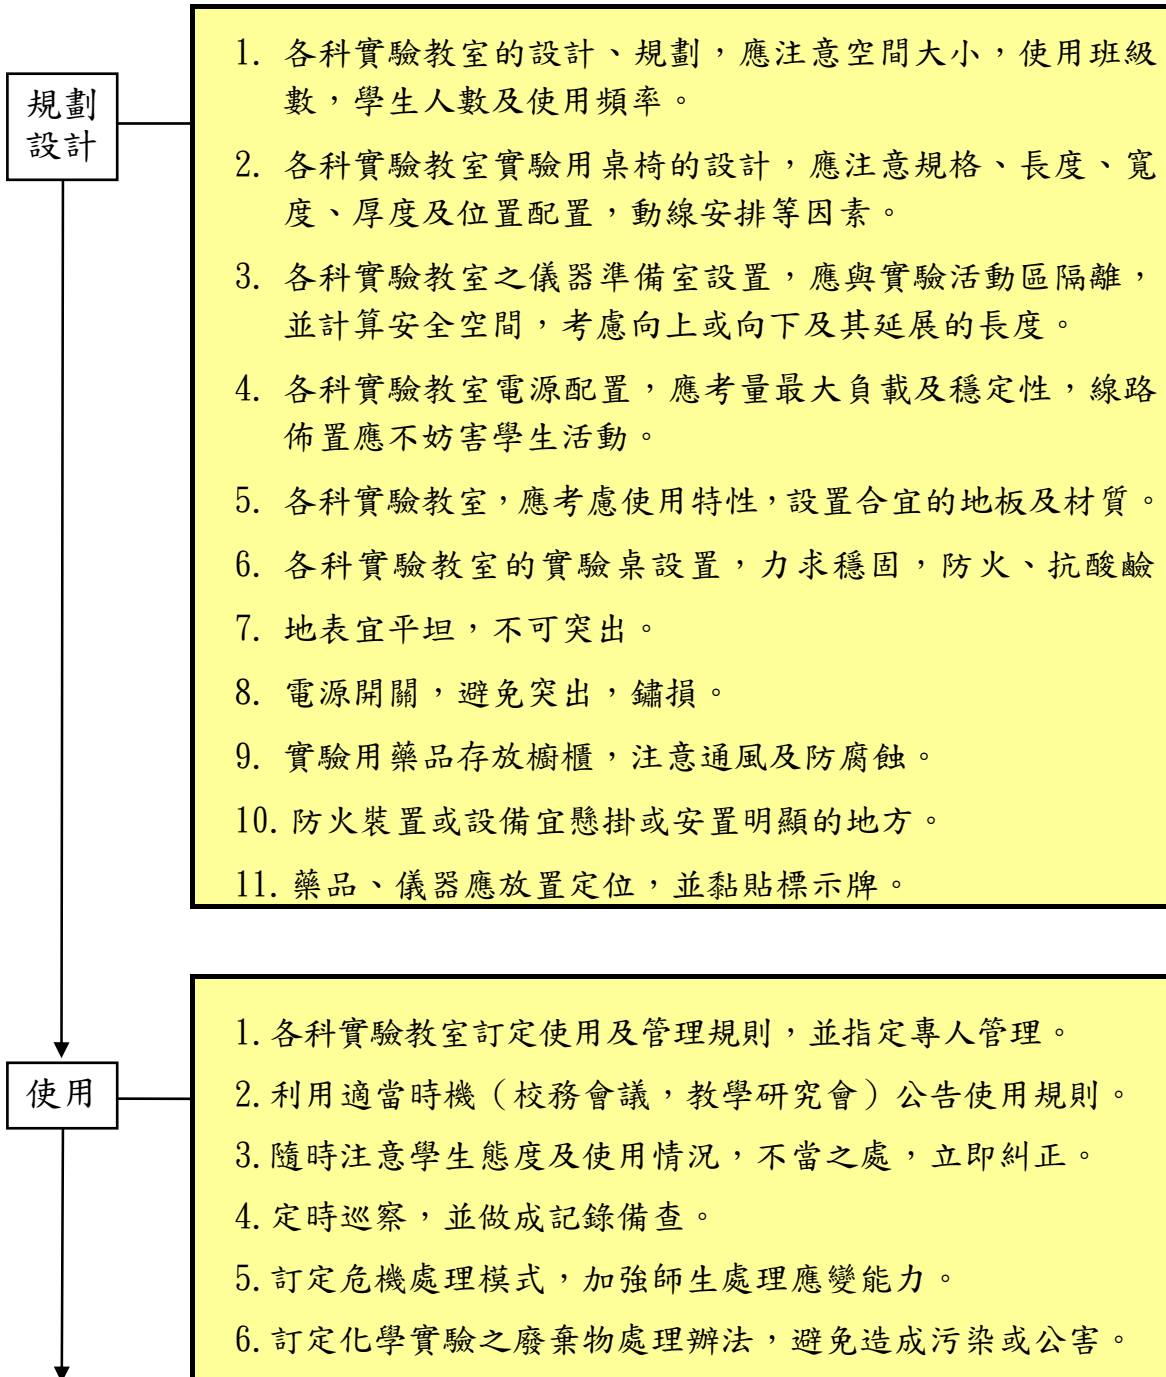 規劃
設計
1. 各科實驗教室的設計、規劃，應注意空間大小，使用班級
數，學生人數及使用頻率。
2. 各科實驗教室實驗用桌椅的設計，應注意規格、長度、寬
度、厚度及位置配置，動線安排等因素。
3. 各科實驗教室之儀器準備室設置，應與實驗活動區隔離，
並計算安全空間，考慮向上或向下及其延展的長度。
4. 各科實驗教室電源配置，應考量最大負載及穩定性，線路
佈置應不妨害學生活動。
5. 各科實驗教室，應考慮使用特性，設置合宜的地板及材質。
6. 各科實驗教室的實驗桌設置，力求穩固，防火、抗酸鹼
7. 地表宜平坦，不可突出。
8. 電源開關，避免突出，鏽損。
9. 實驗用藥品存放櫥櫃，注意通風及防腐蝕。
10. 防火裝置或設備宜懸掛或安置明顯的地方。
11. 藥品、儀器應放置定位，並黏貼標示牌。
使用
1. 各科實驗教室訂定使用及管理規則，並指定專人管理。
2. 利用適當時機（校務會議，教學研究會）公告使用規則。
3. 隨時注意學生態度及使用情況，不當之處，立即糾正。
4. 定時巡察，並做成記錄備查。
5. 訂定危機處理模式，加強師生處理應變能力。
6. 訂定化學實驗之廢棄物處理辦法，避免造成污染或公害。